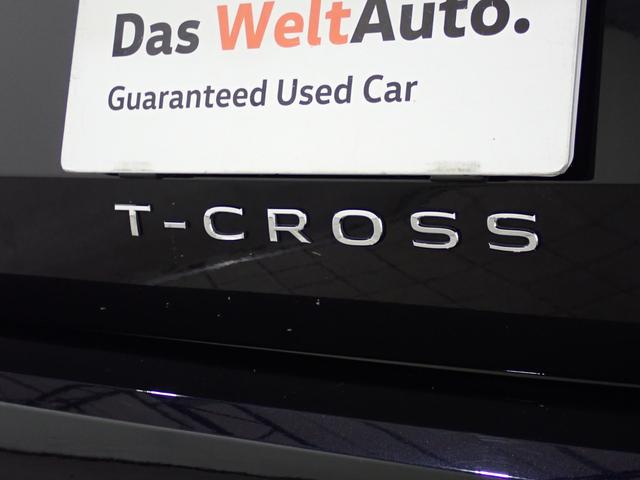 Das WeltAuto.
Guaranteed Used Car
T-CROSS